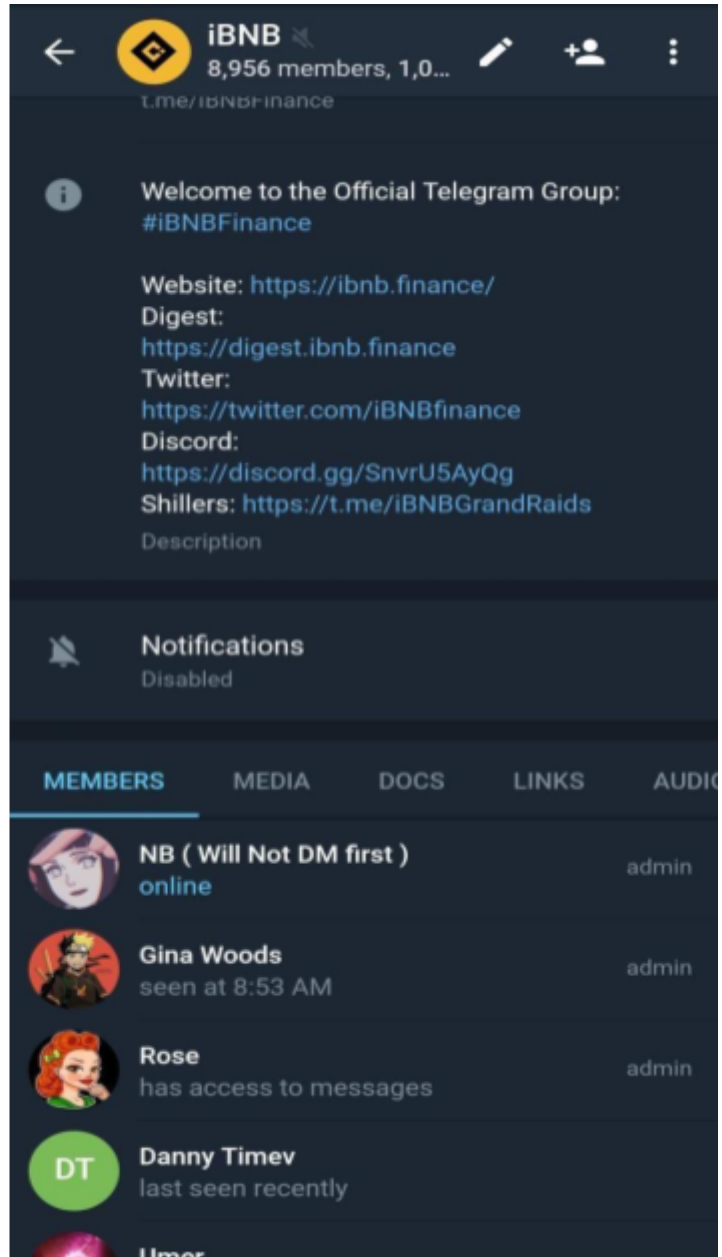 iBNB
8,956 members, 1,0...
t.me/iBNBFinance
Welcome to the Official Telegram Group:
#iBNBFinance
Website: https://ibnb.finance/
Digest:
https://digest.ibnb.finance
Twitter:
https://twitter.com/iBNBfinance
Discord:
https://discord.gg/SnvrU5AyQg
Shillers: https://t.me/iBNBGrandRaids
Description
Notifications
Disabled
MEMBERS MEDIA DOCS LINKS AUDIO
NB ( Will Not DM first )
admin
online
Gina Woods
admin
seen at 8:53 AM
Rose
admin
has access to messages
DT
Danny Timev
last seen recently
Umer